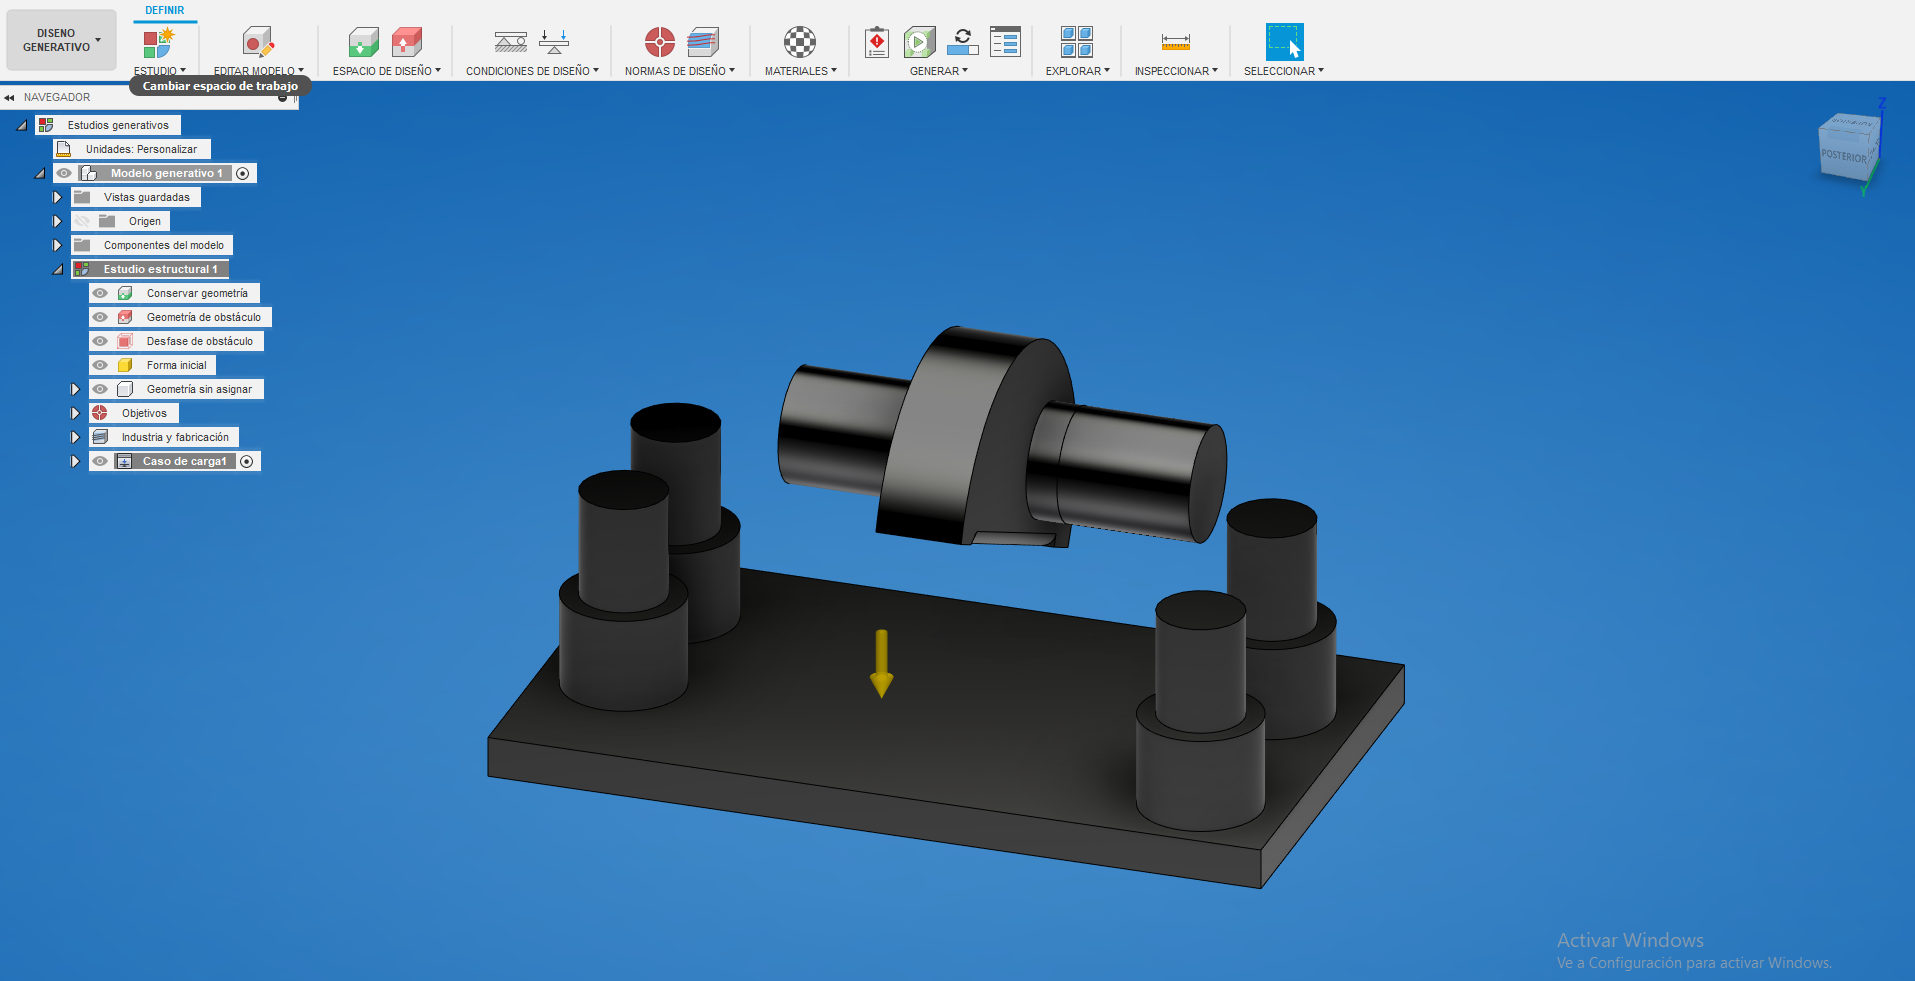 DEFINIR
DISEÑO
GENERATIVO
ESTUDIO
EDITAR MODELO
ESPACIO DE DISEÑO
CONDICIONES DE DISEÑO
NORMAS DE DISEÑO
MATERIALES
GENERAR
EXPLORAR
INSPECCIONAR
SELECCIONAR
Cambiar espacio de trabajo
NAVEGADOR
Estudios generativos
Unidades: Personalizar
Modelo generativo 1
Vistas guardadas
Origen
Componentes del modelo
Estudio estructural 1
Conservar geometría
Geometría de obstáculo
Desfase de obstáculo
Forma inicial
Geometría sin asignar
Objetivos
Industria y fabricación
Caso de carga1
Z
POSTERIOR
Y
Activar Windows
Ve a Configuración para activar Windows.